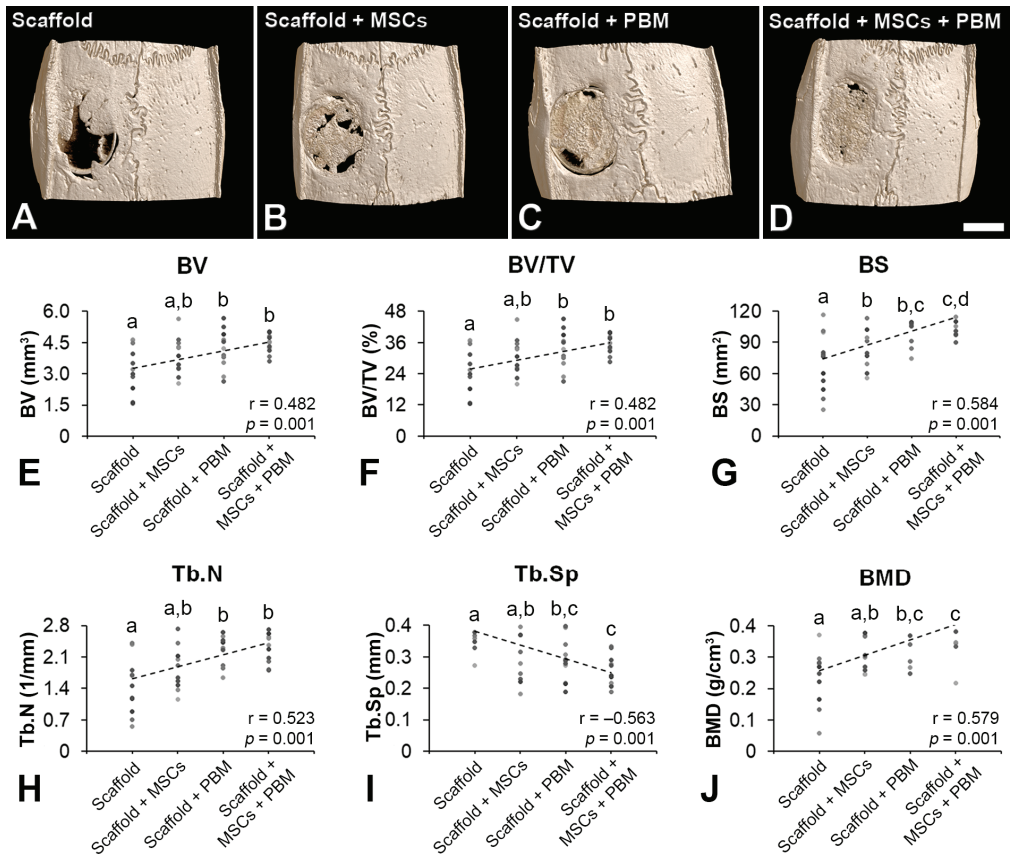 Scaffold
Scaffold + MSCs
Scaffold + PBM
Scaffold + MSCs + PBM
A
B
C
D
BV
BV (mm³)
6.0
4.5
3.0
1.5
0
a
a,b
b
b
r = 0.482
p = 0.001
Scaffold
Scaffold + MSCs
Scaffold + PBM
Scaffold +
MSCs + PBM
E
BV/TV
BV/TV (%)
48
36
24
12
0
a
a,b
b
b
r = 0.482
p = 0.001
Scaffold
Scaffold + MSCs
Scaffold + PBM
Scaffold +
MSCs + PBM
F
BS
BS (mm²)
120
90
60
30
0
a
b
b,c
c,d
r = 0.584
p = 0.001
Scaffold
Scaffold + MSCs
Scaffold + PBM
Scaffold +
MSCs + PBM
G
Tb.N
Tb.N (1/mm)
2.8
2.1
1.4
0.7
0
a
a,b
b
b
r = 0.523
p = 0.001
Scaffold
Scaffold + MSCs
Scaffold + PBM
Scaffold +
MSCs + PBM
H
Tb.Sp
Tb.Sp (mm)
0.4
0.3
0.2
0.1
0
a
a,b
b,c
c
r = –0.563
p = 0.001
Scaffold
Scaffold + MSCs
Scaffold + PBM
Scaffold +
MSCs + PBM
I
BMD
BMD (g/cm³)
0.4
0.3
0.2
0.1
0
a
a,b
b,c
c
r = 0.579
p = 0.001
Scaffold
Scaffold + MSCs
Scaffold + PBM
Scaffold +
MSCs + PBM
J